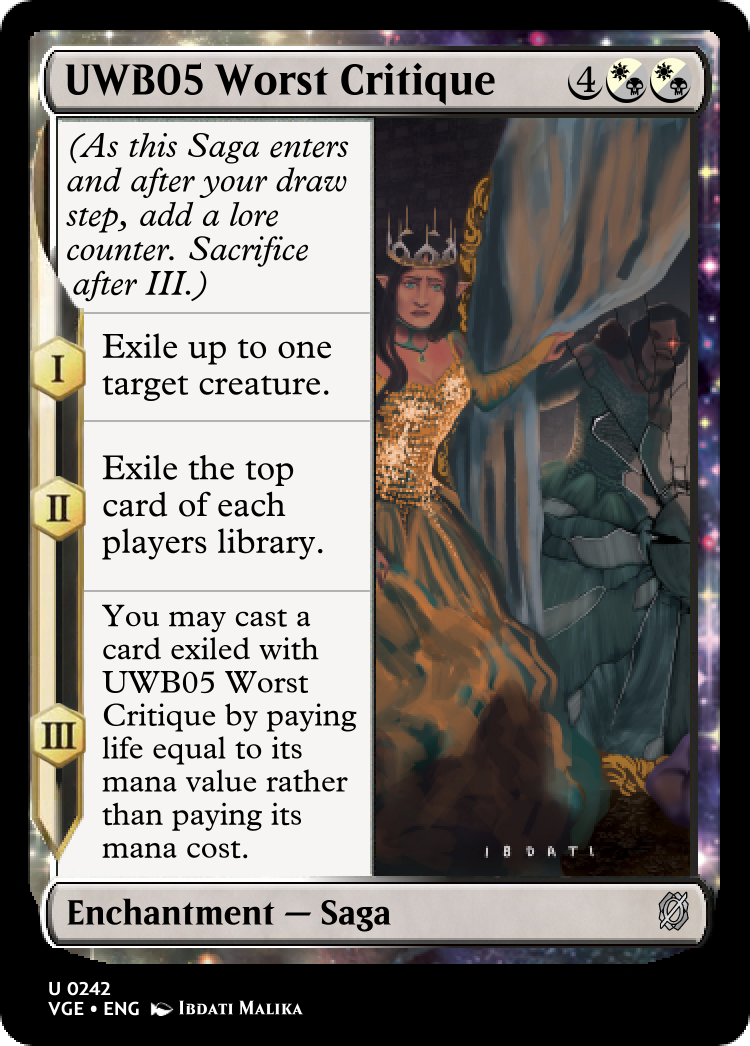 UWB05 Worst Critique 4
(As this Saga enters
and after your draw
step, add a lore
counter. Sacrifice
after III.)
I
Exile up to one
target creature.
II
Exile the top
card of each
players library.
III
You may cast a
card exiled with
UWB05 Worst
Critique by paying
life equal to its
mana value rather
than paying its
mana cost.
IBDATI
Enchantment — Saga
U 0242
VGE • ENG Ibdati Malika